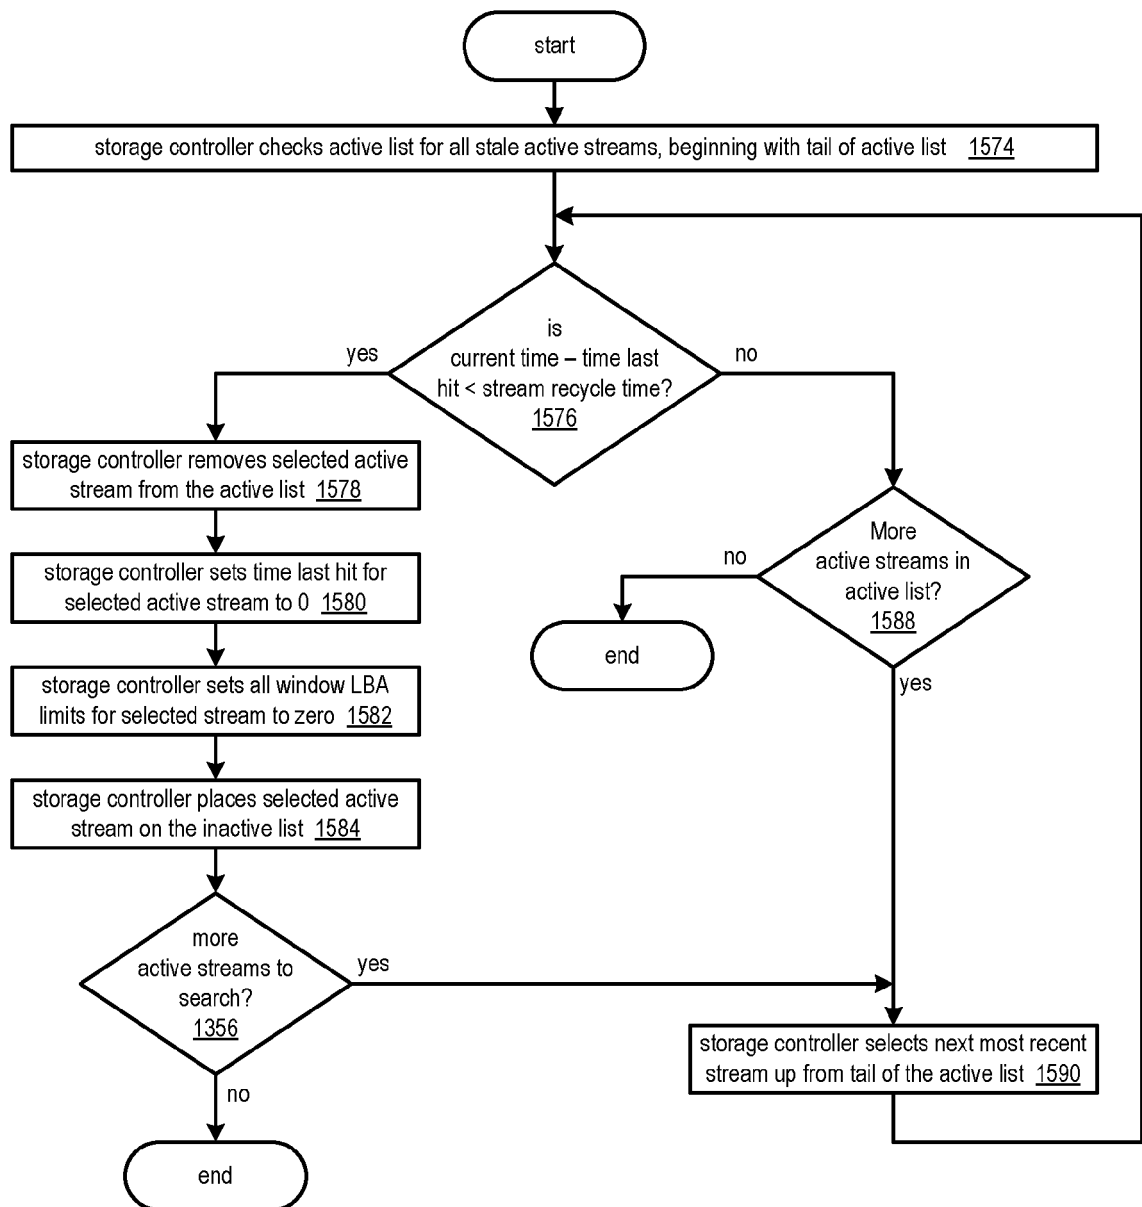 start
storage controller checks active list for all stale active streams, beginning with tail of active list 1574
is
current time – time last
hit < stream recycle time?
1576
yes
no
storage controller removes selected active
stream from the active list 1578
storage controller sets time last hit for
selected active stream to 0 1580
storage controller sets all window LBA
limits for selected stream to zero 1582
storage controller places selected active
stream on the inactive list 1584
more
active streams to
search?
1356
yes
no
end
More
active streams in
active list?
1588
no
yes
end
storage controller selects next most recent
stream up from tail of the active list 1590